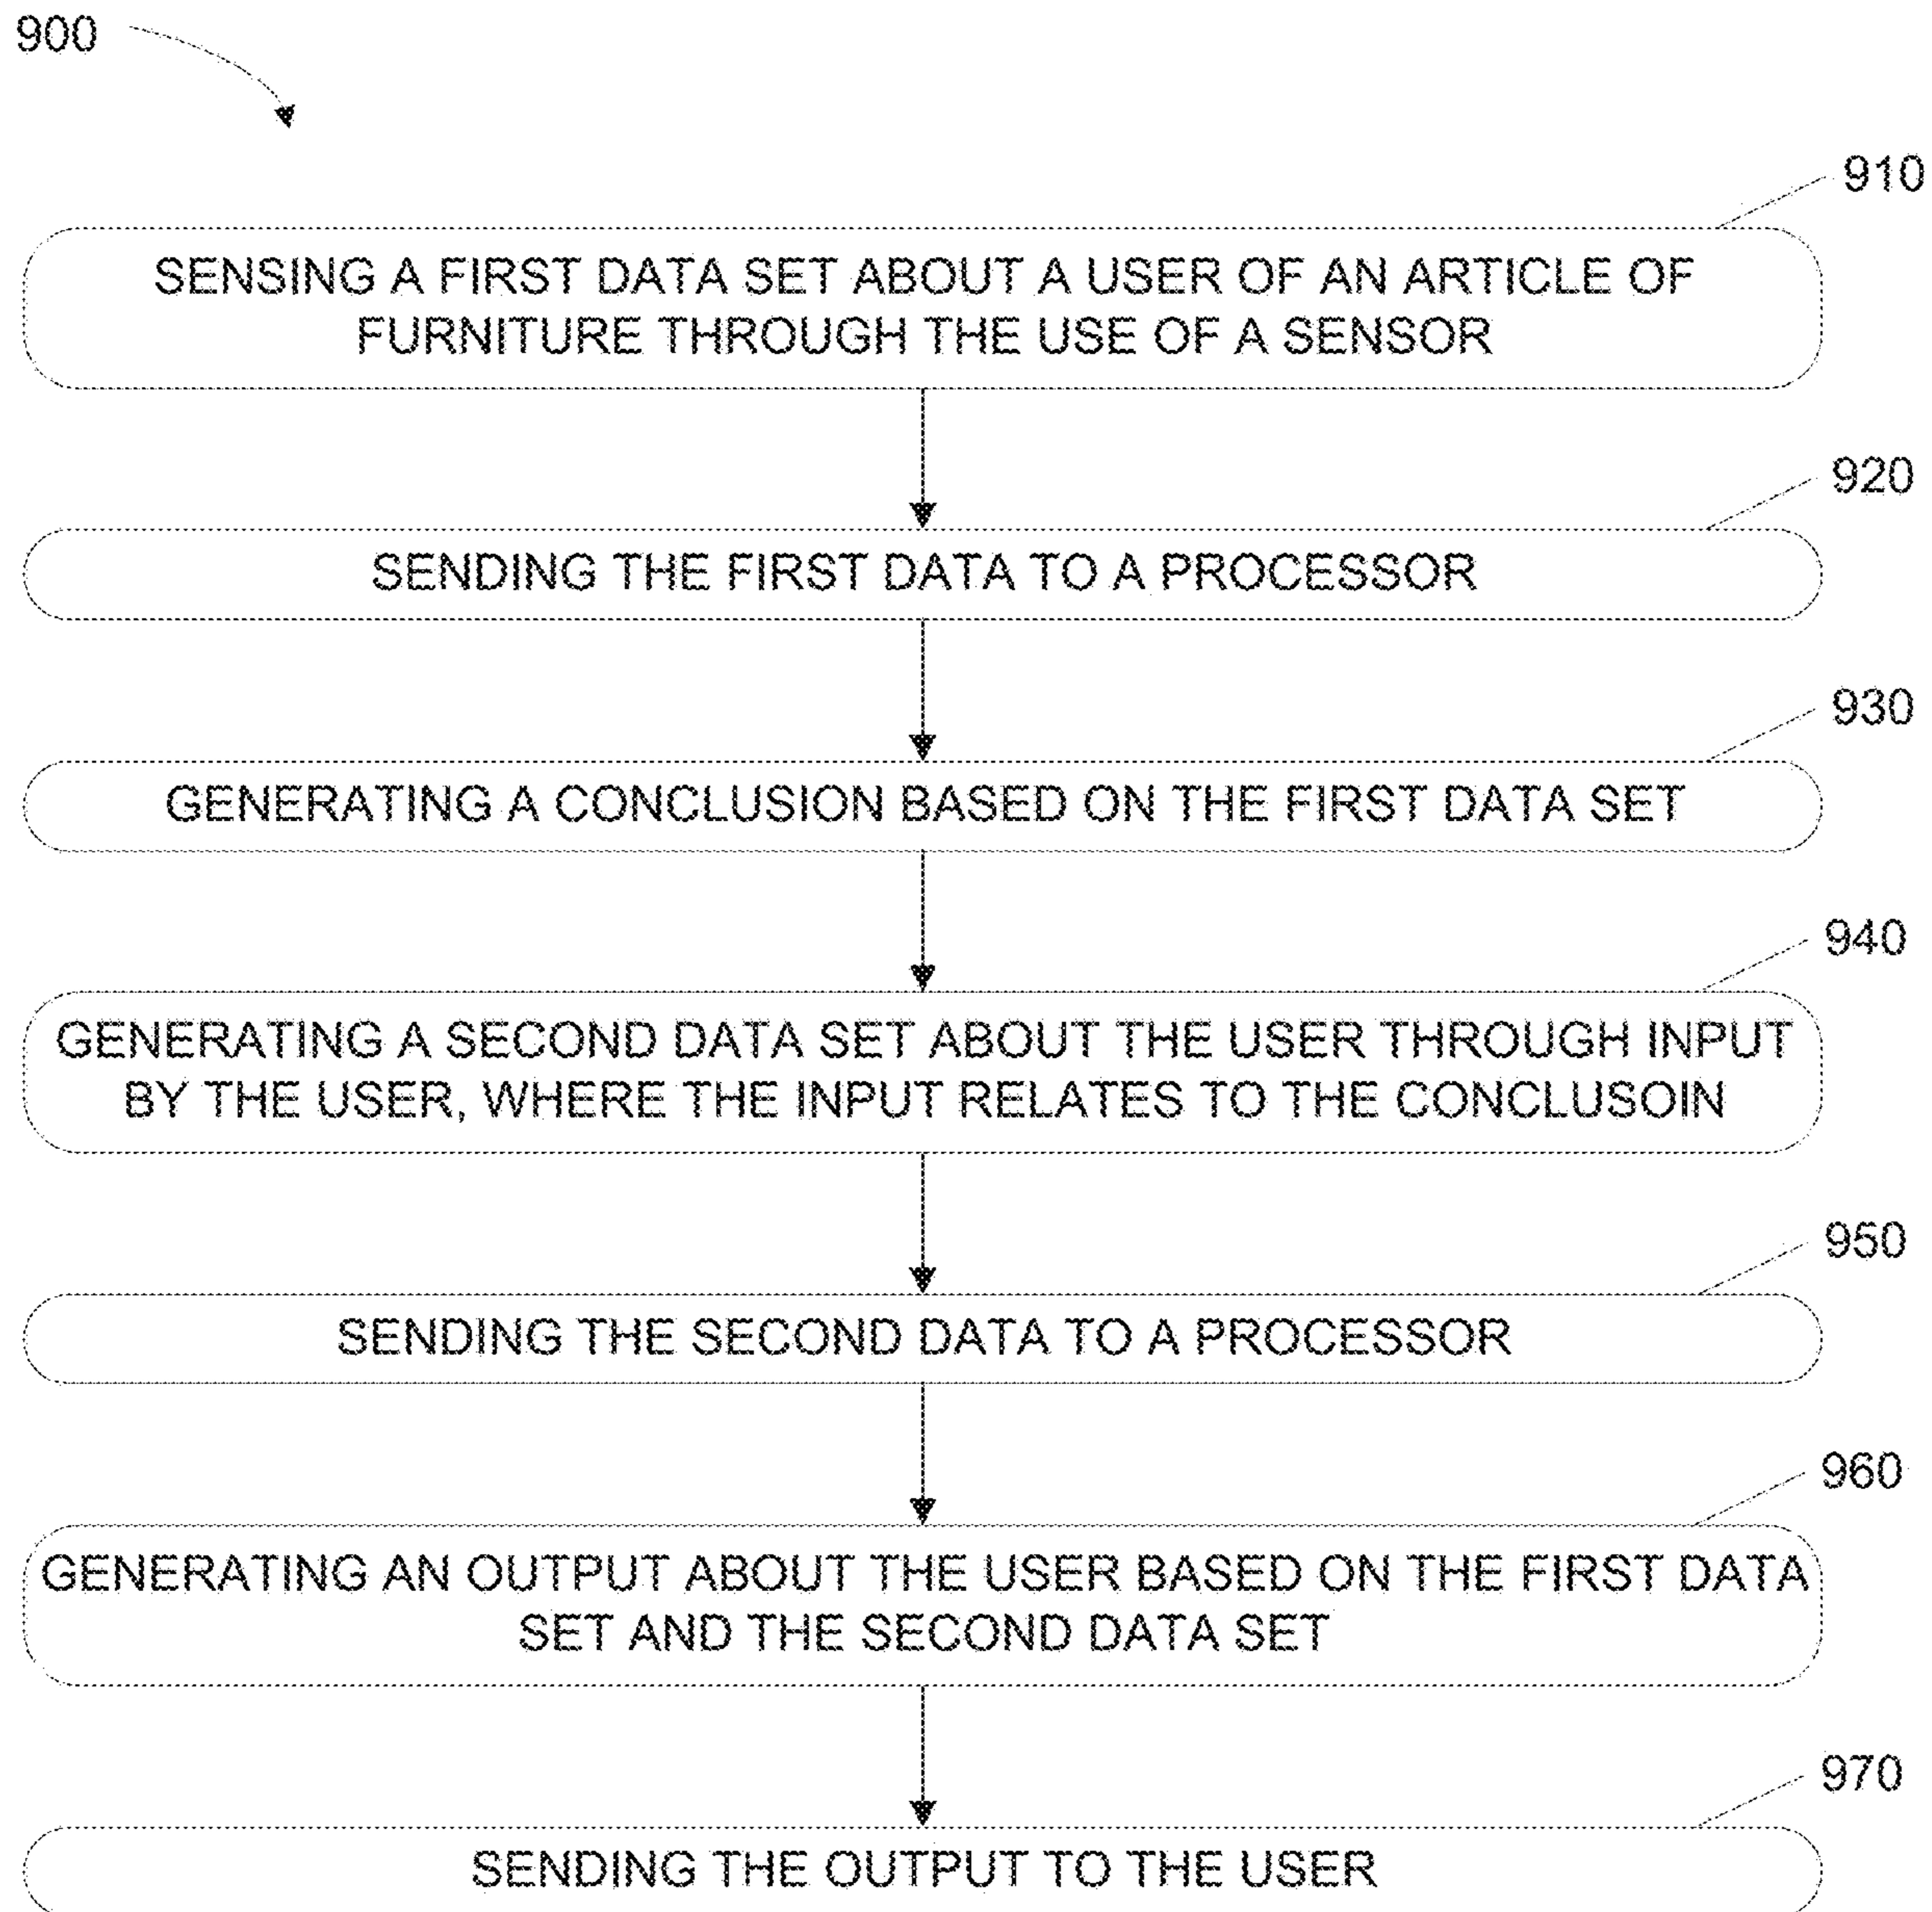 900
910
SENSING A FIRST DATA SET ABOUT A USER OF AN ARTICLE OF
FURNITURE THROUGH THE USE OF A SENSOR
920
SENDING THE FIRST DATA TO A PROCESSOR
930
GENERATING A CONCLUSION BASED ON THE FIRST DATA SET
940
GENERATING A SECOND DATA SET ABOUT THE USER THROUGH INPUT
BY THE USER, WHERE THE INPUT RELATES TO THE CONCLUSOIN
950
SENDING THE SECOND DATA TO A PROCESSOR
960
GENERATING AN OUTPUT ABOUT THE USER BASED ON THE FIRST DATA
SET AND THE SECOND DATA SET
970
SENDING THE OUTPUT TO THE USER